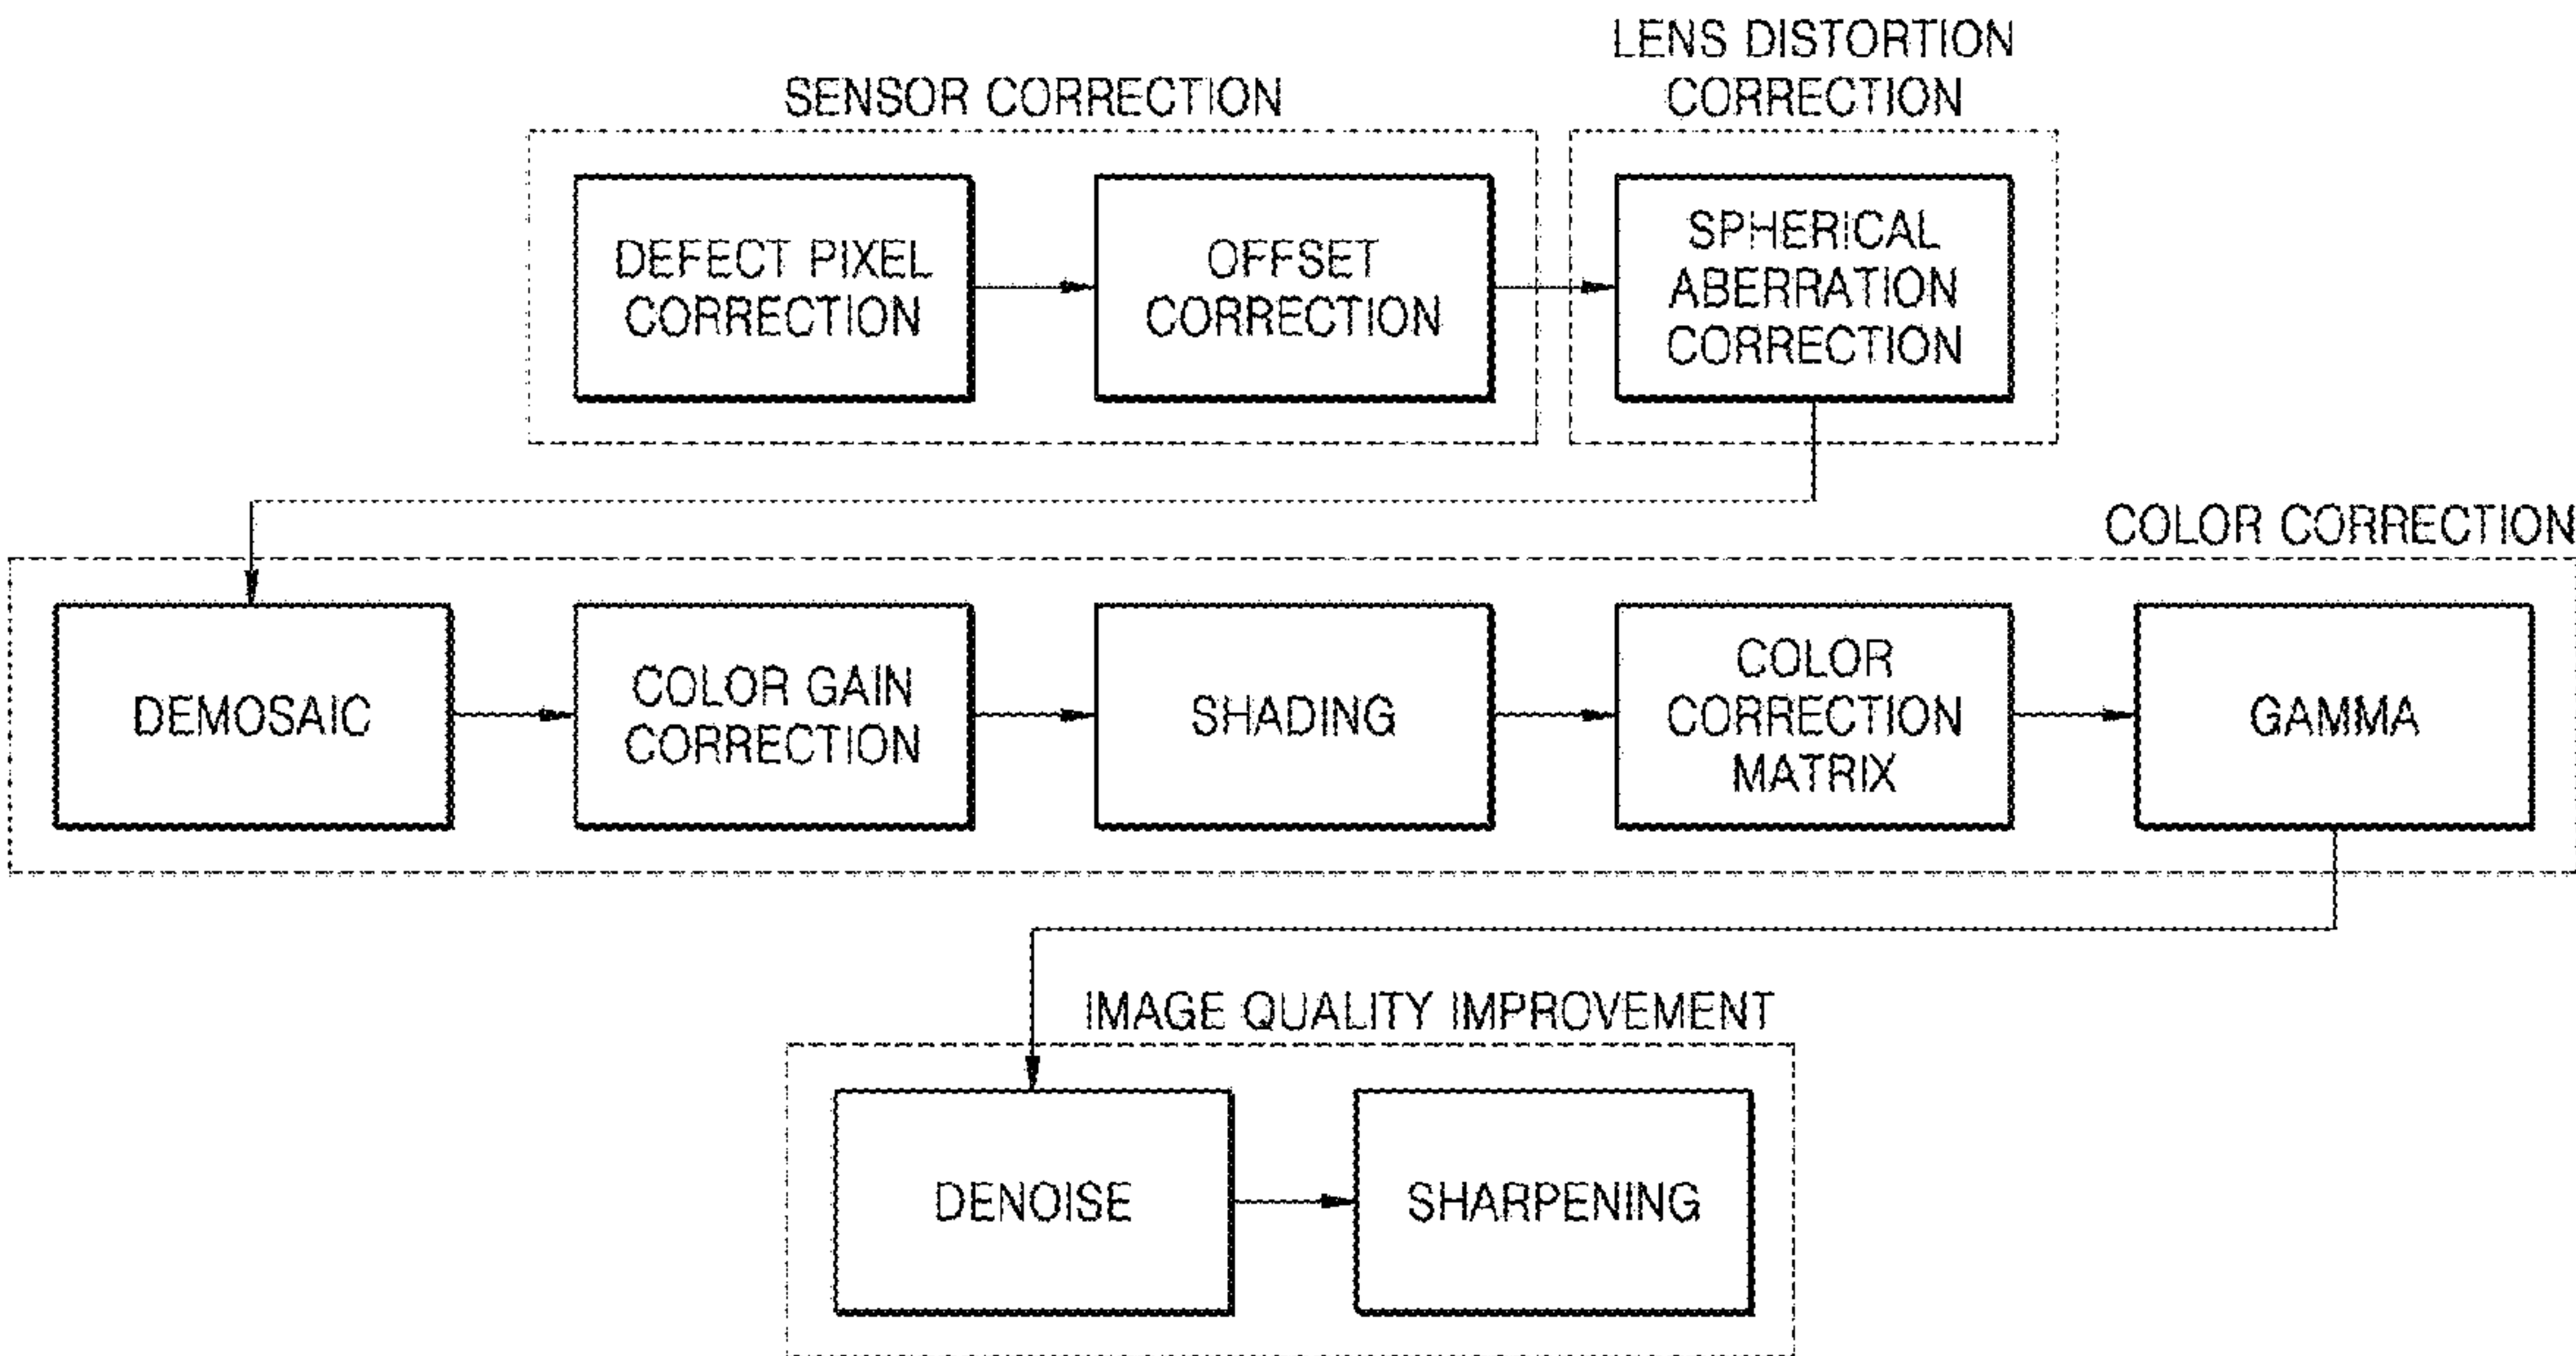 LENS DISTORTION
CORRECTION
SENSOR CORRECTION
DEFECT PIXEL
CORRECTION
OFFSET
CORRECTION
SPHERICAL
ABERRATION
CORRECTION
COLOR CORRECTION
DEMOSAIC
COLOR GAIN
CORRECTION
SHADING
COLOR
CORRECTION
MATRIX
GAMMA
IMAGE QUALITY IMPROVEMENT
DENOISE
SHARPENING